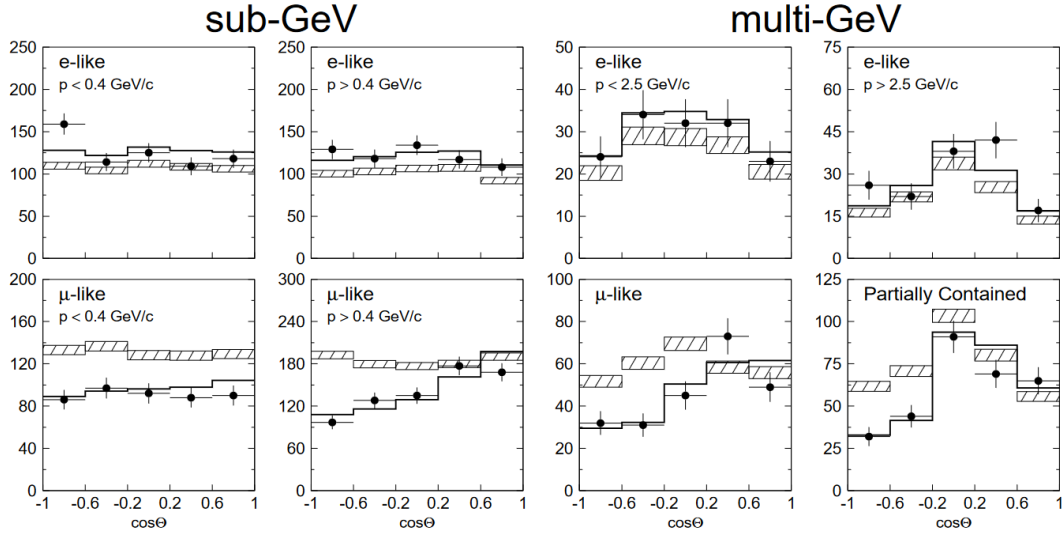 sub-GeV multi-GeV
250 250 50 75
200 200 40 60
150 150 30 45
100 100 20 30
50 50 10 15
0 0 0 0
e-like e-like e-like e-like
p < 0.4 GeV/c p > 0.4 GeV/c p < 2.5 GeV/c p > 2.5 GeV/c
200 300 100 125
160 240 80 100
120 180 60 75
80 120 40 50
40 60 20 25
0 0 0 0
μ-like μ-like μ-like Partially Contained
p < 0.4 GeV/c p > 0.4 GeV/c
-1 -0.6 -0.2 0.2 0.6 1 -1 -0.6 -0.2 0.2 0.6 1 -1 -0.6 -0.2 0.2 0.6 1 -1 -0.6 -0.2 0.2 0.6 1
cosΘ cosΘ cosΘ cosΘ